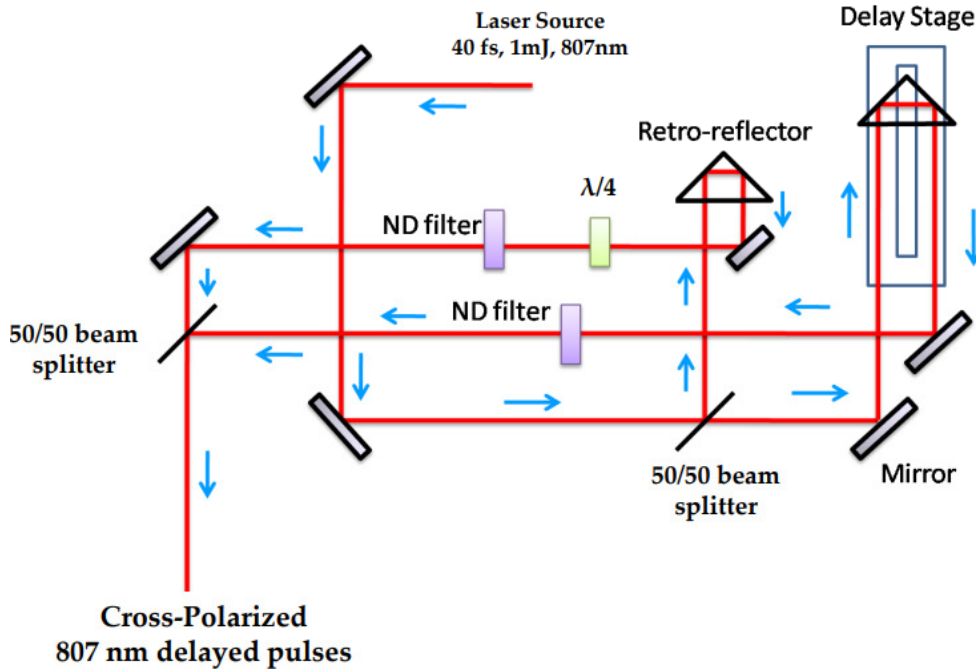 Laser Source
40 fs, 1mJ, 807nm
Delay Stage
Retro-reflector
λ/4
ND filter
ND filter
50/50 beam
splitter
50/50 beam
splitter
Mirror
Cross-Polarized
807 nm delayed pulses